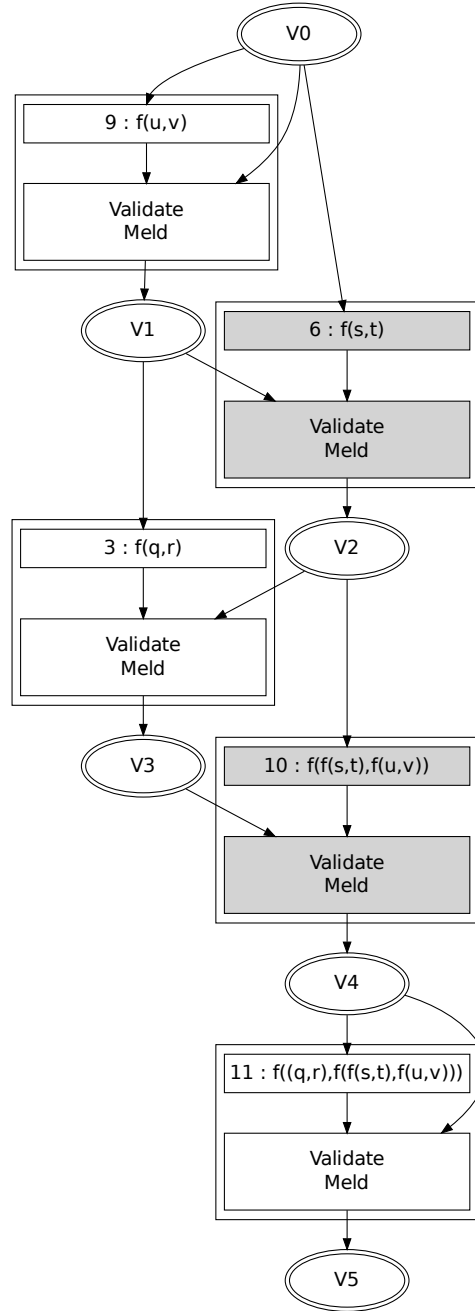 V0
9 : f(u,v)
Validate
Meld
V1
6 : f(s,t)
Validate
Meld
3 : f(q,r)
V2
Validate
Meld
V3
10 : f(f(s,t),f(u,v))
Validate
Meld
V4
11 : f((q,r),f(f(s,t),f(u,v)))
Validate
Meld
V5